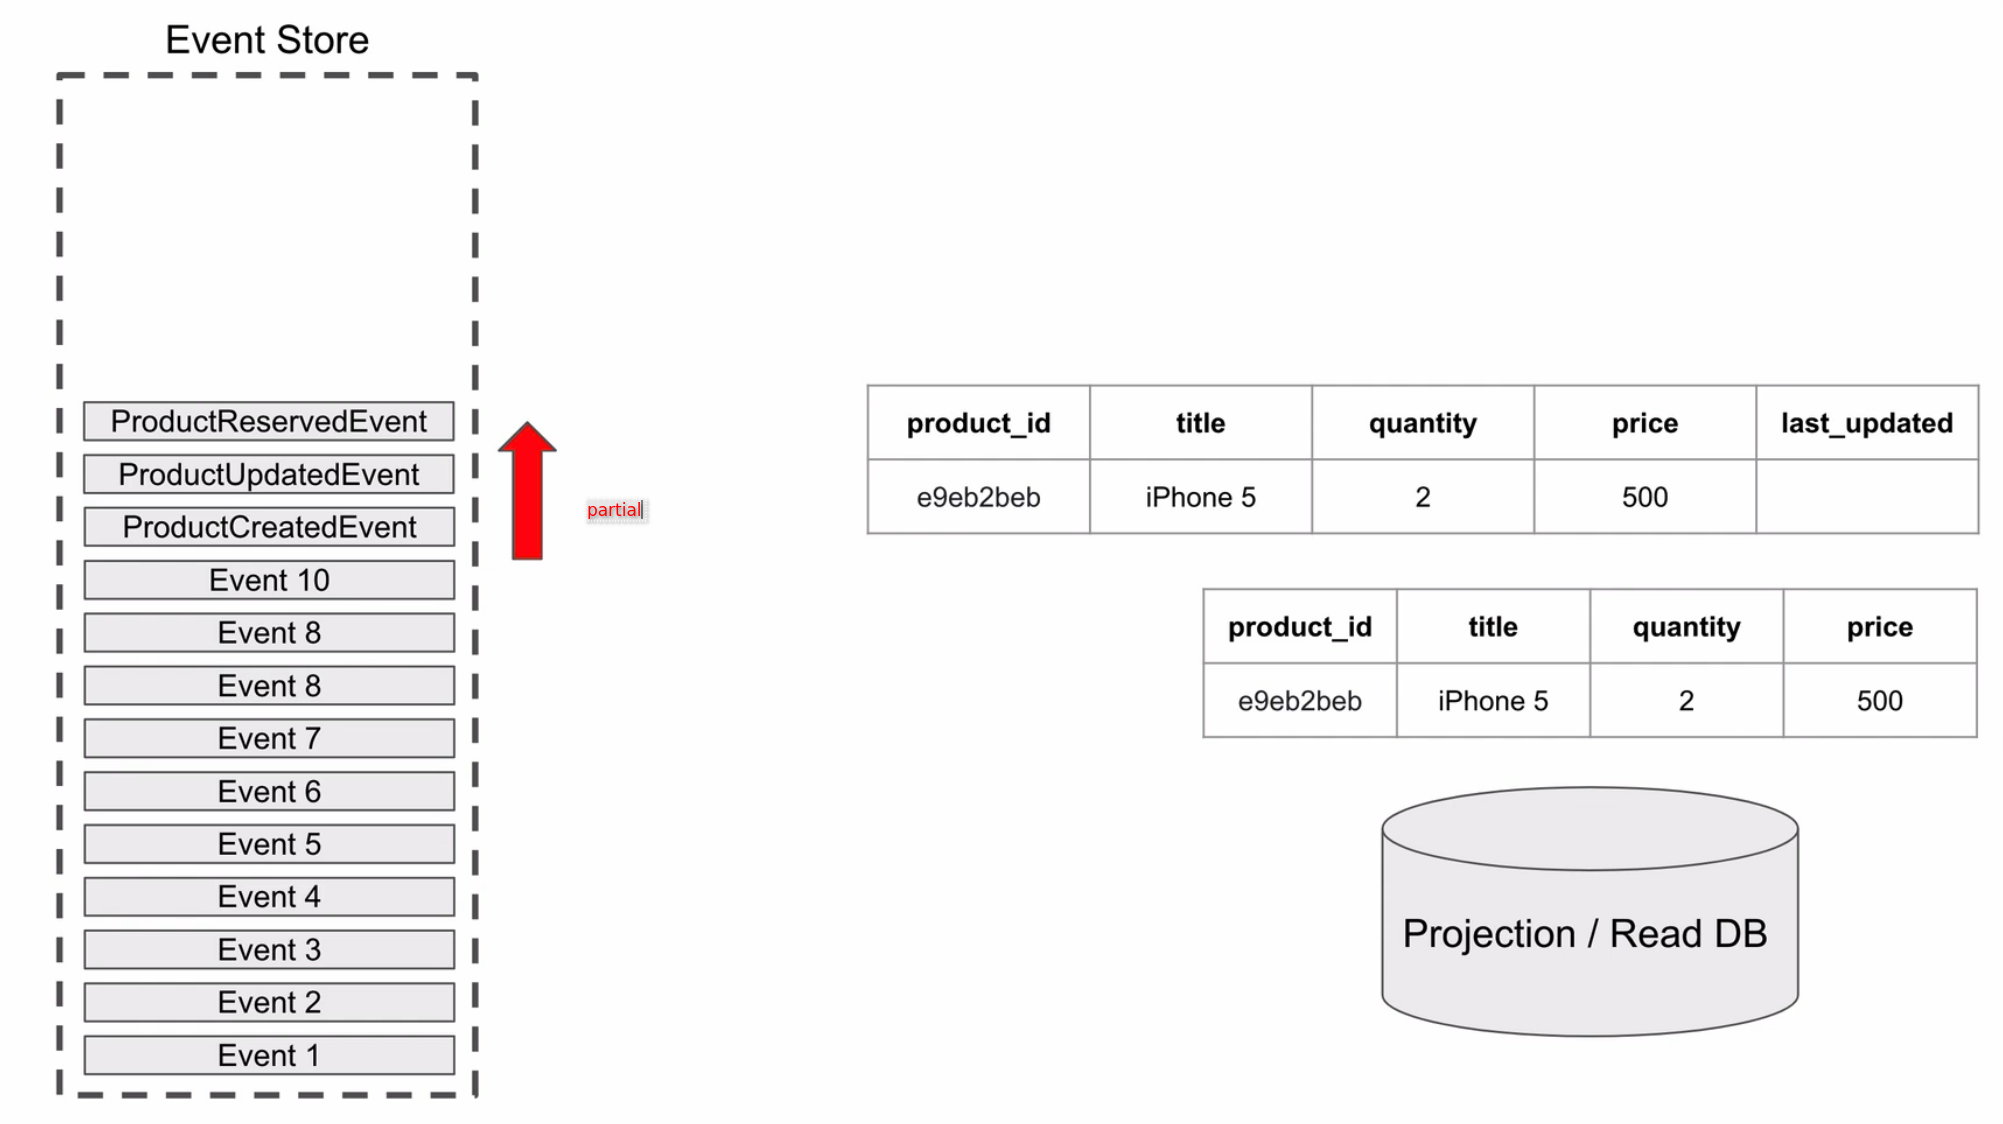 Event Store
ProductReservedEvent
ProductUpdatedEvent
ProductCreatedEvent
Event 10
Event 8
Event 8
Event 7
Event 6
Event 5
Event 4
Event 3
Event 2
Event 1
partial
product_id title quantity price last_updated
e9eb2beb iPhone 5 2 500
product_id title quantity price
e9eb2beb iPhone 5 2 500
Projection / Read DB